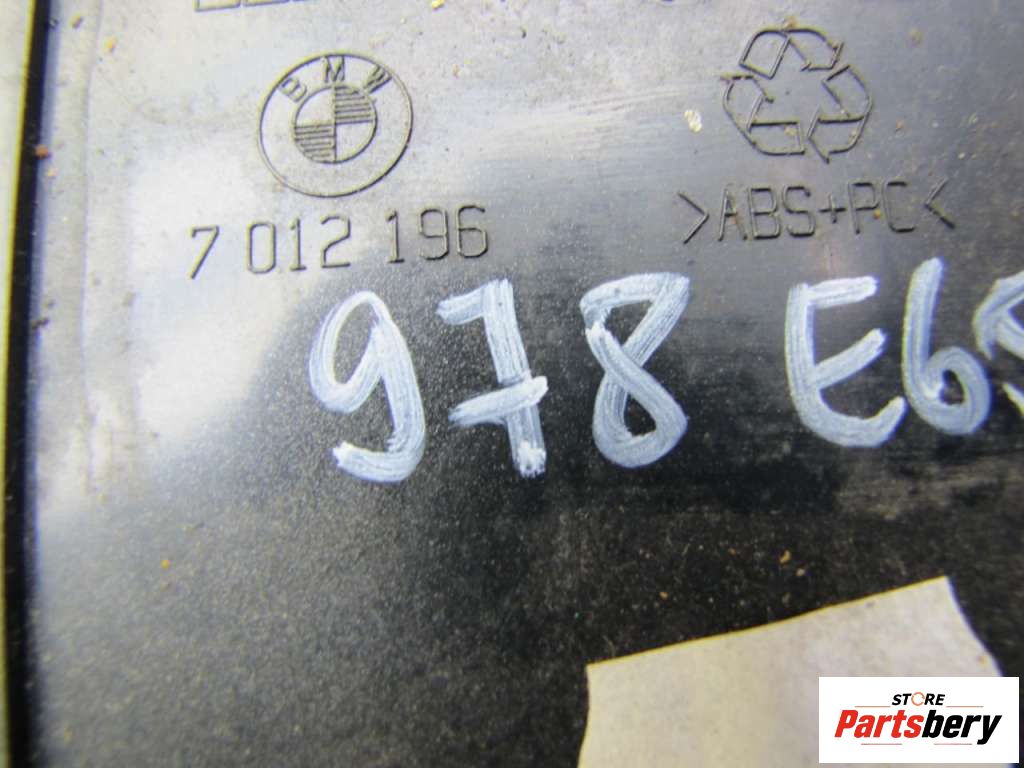 BMW
7 012 196
>ABS+PC<
978 E65
STORE
Partsbery